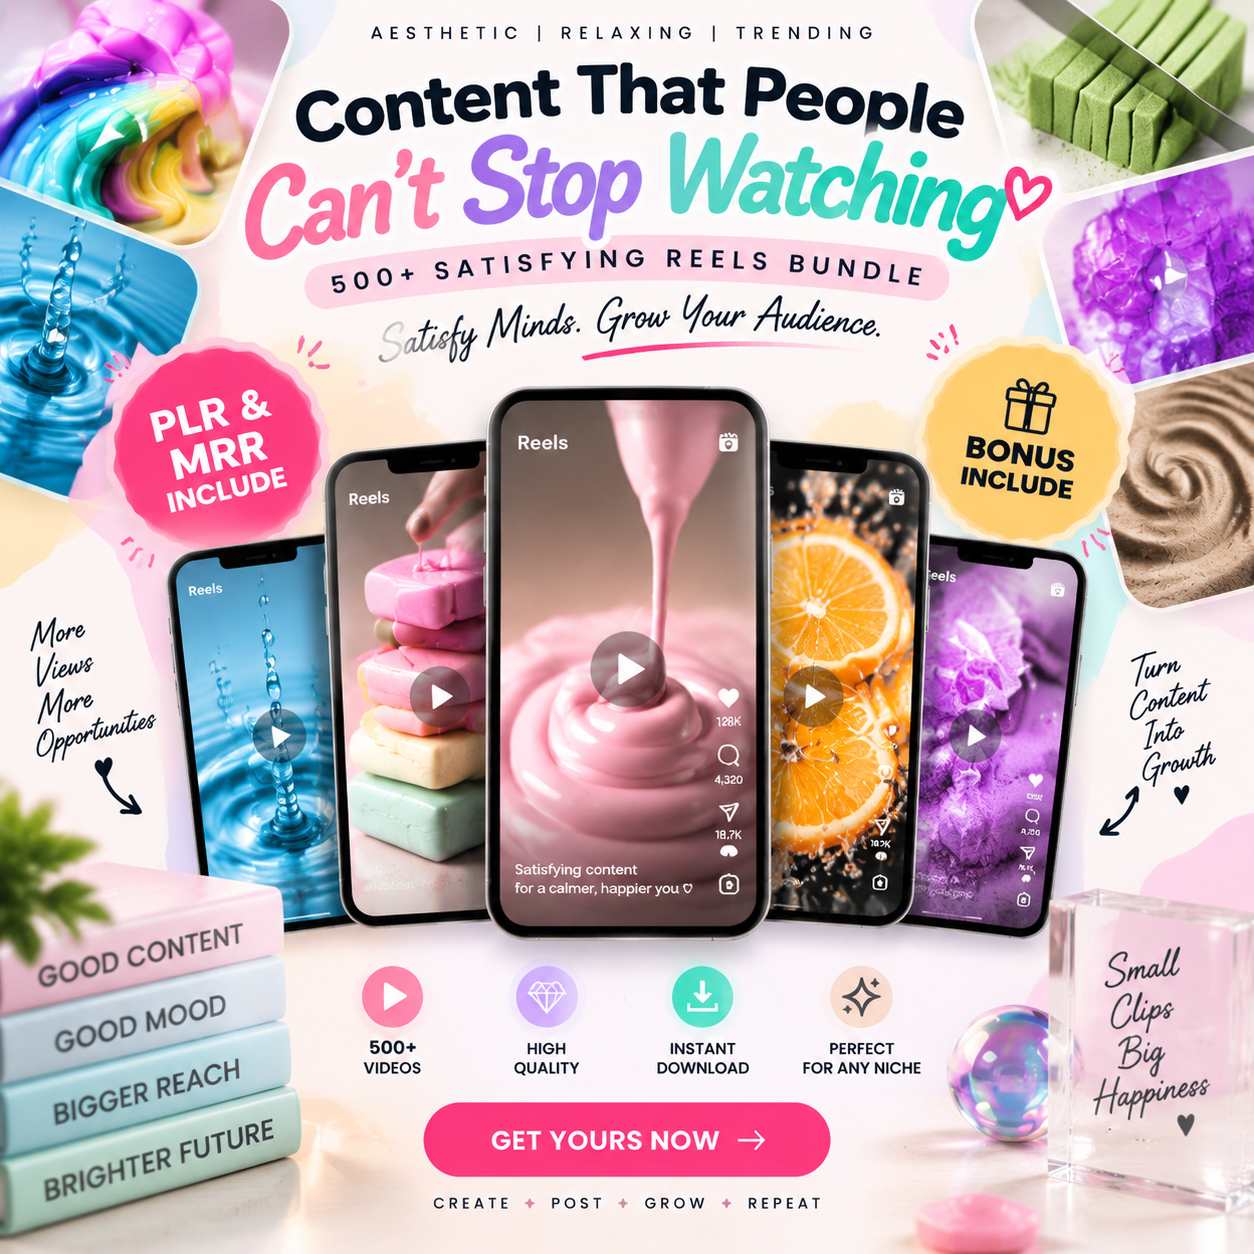 AESTHETIC | RELAXING | TRENDING
Content That People
Can't Stop Watching
500+ SATISFYING REELS BUNDLE
Satisfy Minds. Grow Your Audience.
PLR &
MRR
INCLUDE
BONUS
INCLUDE
More
Views
More
Opportunities
Turn
Content
Into
Growth
Reels
Reels
Reels
128K
4,320
18.7K
Satisfying content
for a calmer, happier you
GOOD CONTENT
GOOD MOOD
BIGGER REACH
BRIGHTER FUTURE
Small
Clips
Big
Happiness
500+
VIDEOS
HIGH
QUALITY
INSTANT
DOWNLOAD
PERFECT
FOR ANY NICHE
GET YOURS NOW →
CREATE + POST + GROW + REPEAT